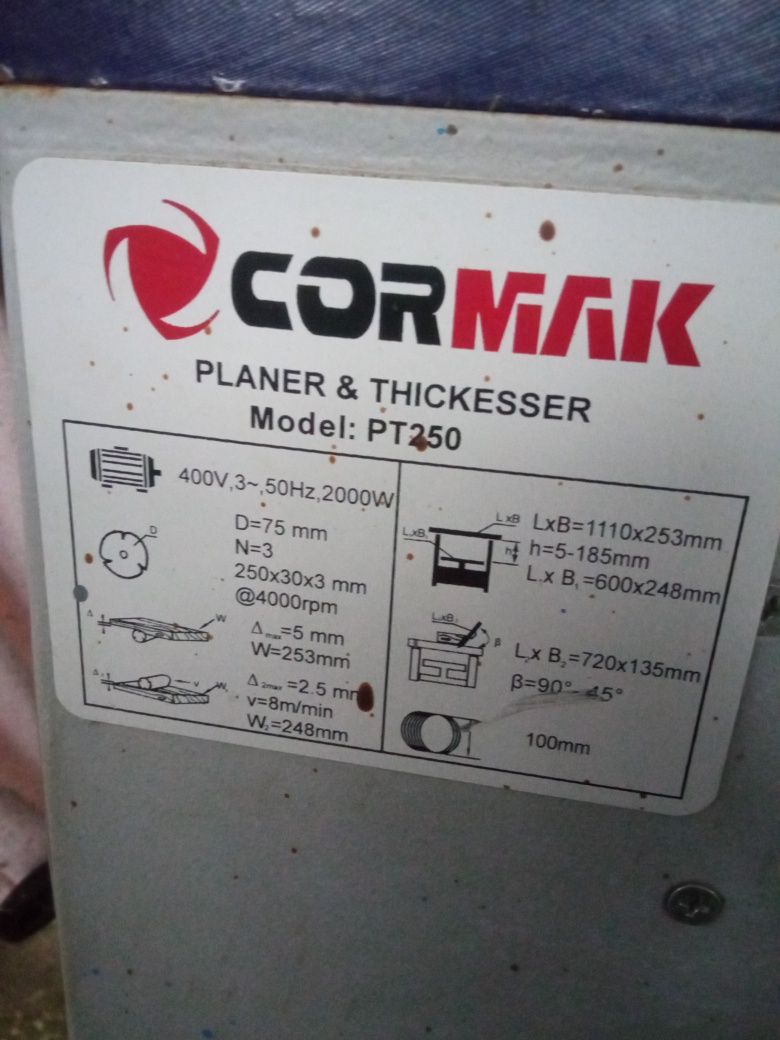 CORMAK
PLANER & THICKESSER
Model: PT250
400V,3~,50Hz,2000W
D
D=75 mm
N=3
250x30x3 mm
@4000rpm
W
Δmax=5 mm
W=253mm
v
Δ2max=2.5 mm
v=8m/min
W₂=248mm
LxB
h
LxB=1110x253mm
h=5-185mm
L₁x B₁=600x248mm
β
L₂x B₂=720x135mm
β=90°-45°
100mm